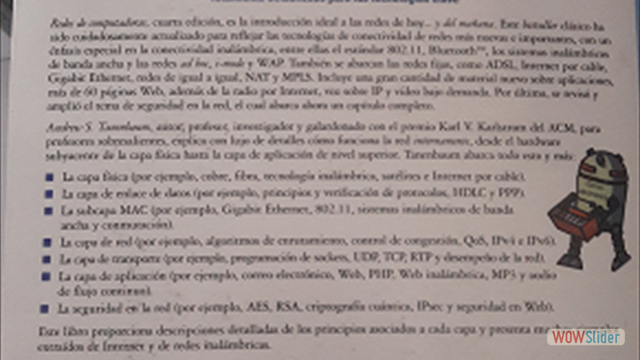 Redes de computadoras, cuarta edición, es la introducción ideal a las redes de hoy... y del mañana. Este bestseller clásico ha
sido cuidadosamente actualizado para reflejar las tecnologías de conectividad de redes más nuevas e importantes, con un
énfasis especial en la conectividad inalámbrica, entre ellas el estándar 802.11, Bluetooth™, los sistemas inalámbricos
de banda ancha y las redes ad hoc, i-mode y WAP. También se abarcan las redes fijas, como ADSL, Internet por cable,
Gigabit Ethernet, redes de igual a igual, NAT y MPLS. Incluye una gran cantidad de material nuevo sobre aplicaciones,
más de 60 páginas Web, además de la radio por Internet, voz sobre IP y vídeo bajo demanda. Por último, se revisó y
amplió el tema de seguridad en la red, el cual abarca ahora un capítulo completo.
Andrew S. Tanenbaum, autor, profesor, investigador y galardonado con el premio Karl V. Karlstrom del ACM, para
profesores sobresalientes, explica con lujo de detalles cómo funciona la red internamente, desde el hardware
subyacente de la capa física hasta la capa de aplicación de nivel superior. Tanenbaum abarca todo esto y más:
La capa física (por ejemplo, cobre, fibra, tecnología inalámbrica, satélites e Internet por cable).
La capa de enlace de datos (por ejemplo, principios y verificación de protocolos, HDLC y PPP).
La subcapa MAC (por ejemplo, Gigabit Ethernet, 802.11, sistemas inalámbricos de banda
ancha y conmutación).
La capa de red (por ejemplo, algoritmos de enrutamiento, control de congestión, QoS, IPv4 e IPv6).
La capa de transporte (por ejemplo, programación de sockets, UDP, TCP, RTP y desempeño de la red).
La capa de aplicación (por ejemplo, correo electrónico, Web, PHP, Web inalámbrica, MP3 y audio
de flujo continuo).
La seguridad en la red (por ejemplo, AES, RSA, criptografía cuántica, IPsec y seguridad en Web).
Este libro proporciona descripciones detalladas de los principios asociados a cada capa y presenta
extraídos de Internet y de redes inalámbricas.
WOWSlider